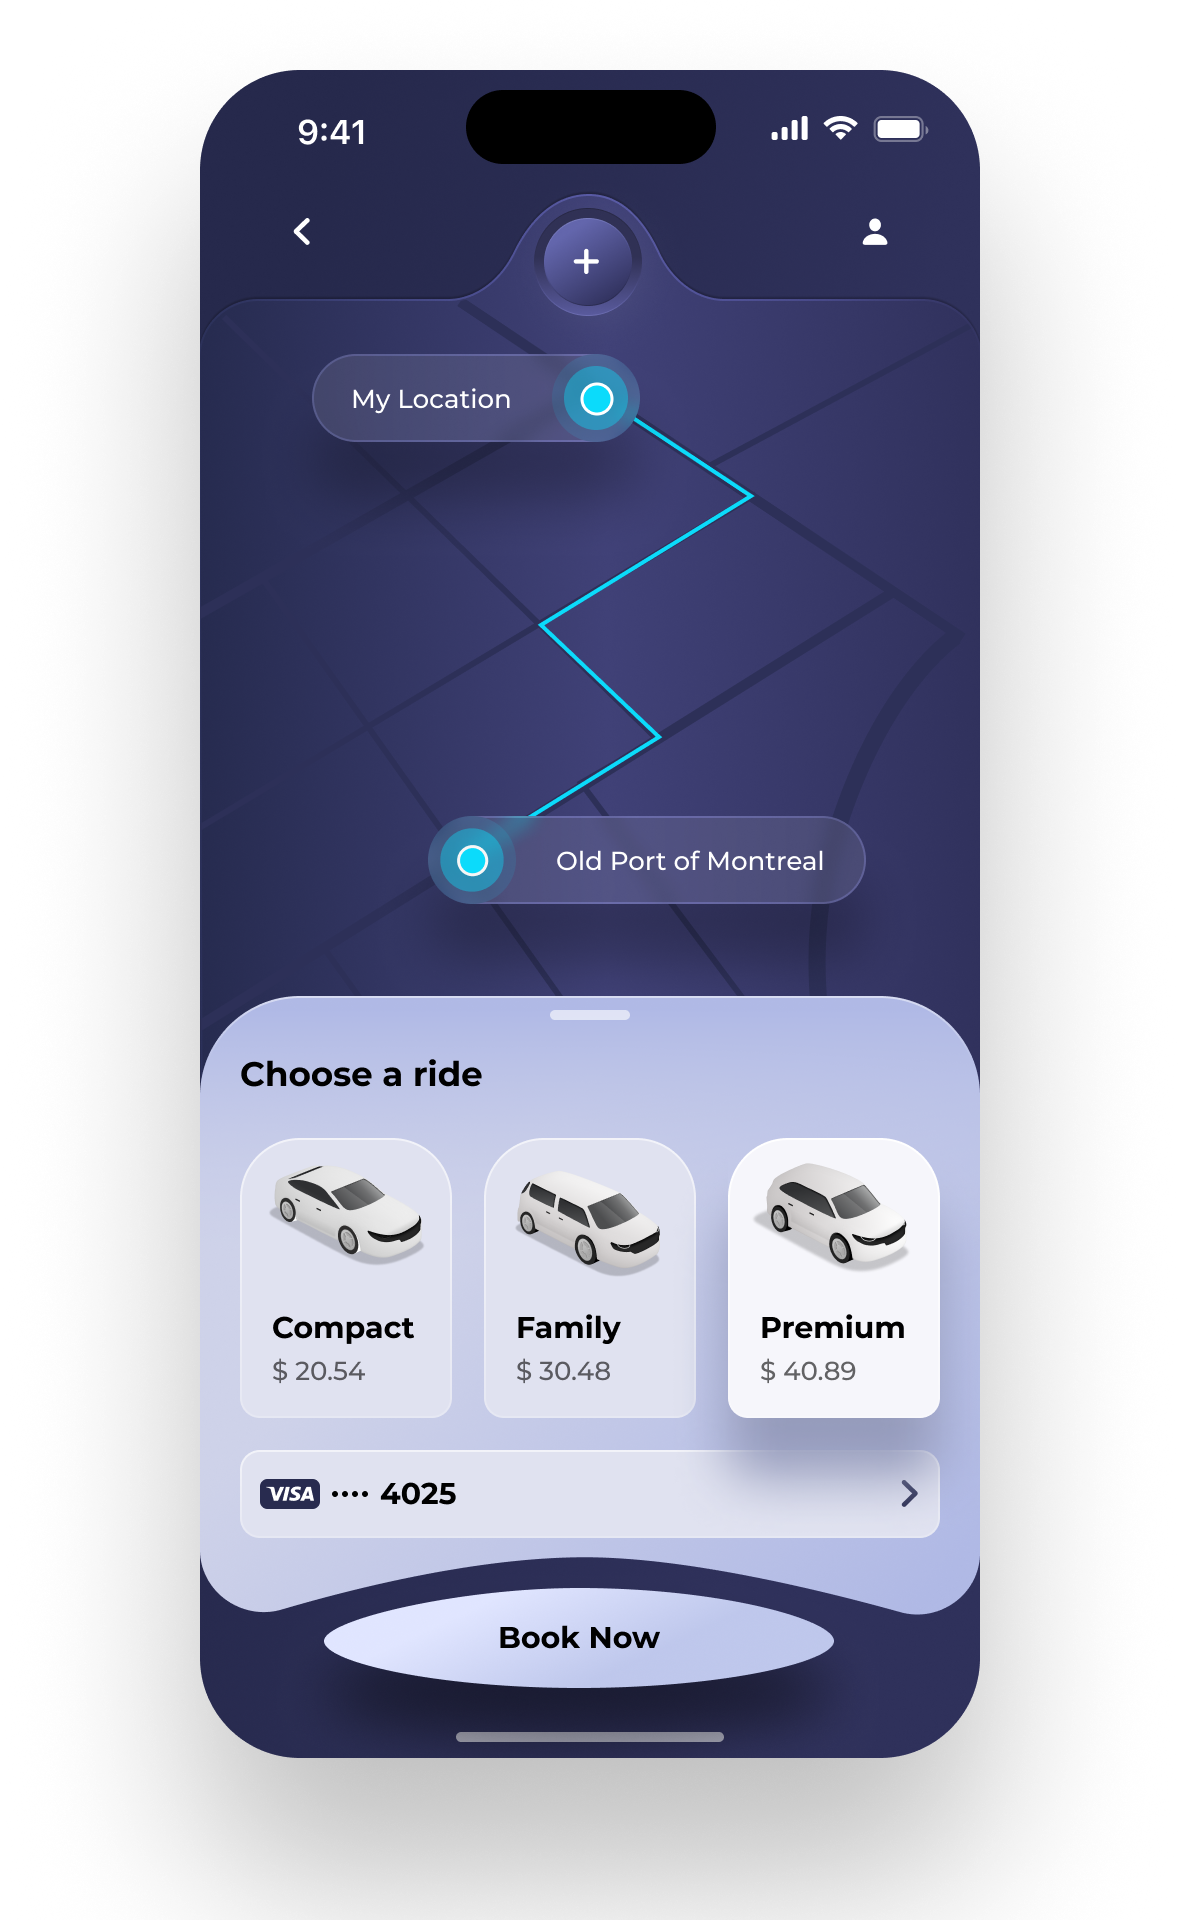 9:41
My Location
Old Port of Montreal
Choose a ride
Compact
$ 20.54
Family
$ 30.48
Premium
$ 40.89
VISA •••• 4025
Book Now